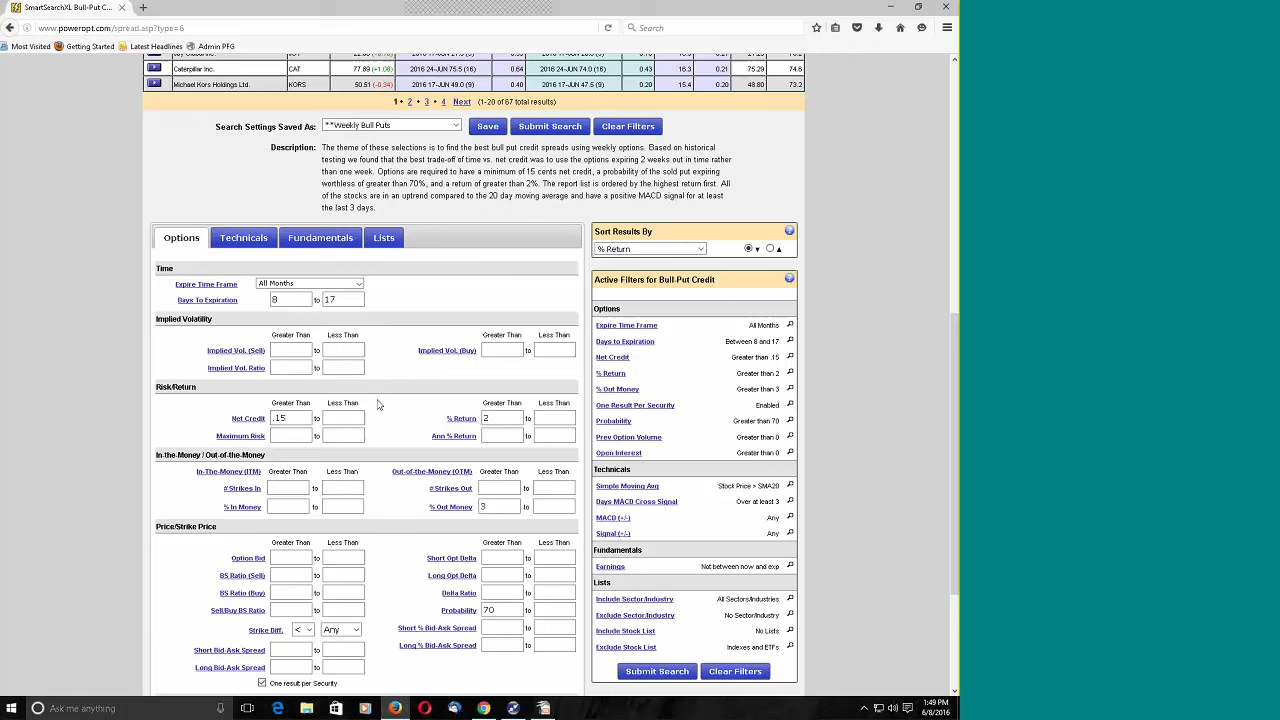 SmartSearchXL Bull-Put C...
www.poweropt.com/spread.asp?type=6
Search
Most Visited
Getting Started
Latest Headlines
Admin PFG
Caterpillar Inc. CAT 77.89 (+1.08) 2016 24-JUN 75.5 (16) 0.64 2016 24-JUN 74.0 (16) 0.43 16.3 0.21 75.29 74.6
Michael Kors Holdings Ltd. KORS 50.51 (-0.34) 2016 17-JUN 49.0 (9) 0.40 2016 17-JUN 47.5 (9) 0.20 15.4 0.20 48.80 73.2
1 • 2 • 3 • 4 Next (1-20 of 67 total results)
Search Settings Saved As: **Weekly Bull Puts Save Submit Search Clear Filters
Description: The theme of these selections is to find the best bull put credit spreads using weekly options. Based on historical
testing we found that the best trade-off of time vs. net credit was to use the options expiring 2 weeks out in time rather
than one week. Options are required to have a minimum of 15 cents net credit, a probability of the sold put expiring
worthless of greater than 70%, and a return of greater than 2%. The report list is ordered by the highest return first. All
of the stocks are in an uptrend compared to the 20 day moving average and have a positive MACD signal for at least
the last 3 days.
Options Technicals Fundamentals Lists
Time
Expire Time Frame All Months
Days To Expiration 8 to 17
Implied Volatility
Greater Than Less Than Greater Than Less Than
Implied Vol. (Sell) to Implied Vol. (Buy) to
Implied Vol. Ratio to
Risk/Return
Greater Than Less Than Greater Than Less Than
Net Credit .15 to % Return 2 to
Maximum Risk to Ann % Return to
In-the-Money / Out-of-the-Money
In-The-Money (ITM) Greater Than Less Than Out-of-the-Money (OTM) Greater Than Less Than
# Strikes In to # Strikes Out to
% In Money to % Out Money 3 to
Price/Strike Price
Greater Than Less Than Greater Than Less Than
Option Bid to Short Opt Delta to
BS Ratio (Sell) to Long Opt Delta to
BS Ratio (Buy) to Delta Ratio to
Sell/Buy BS Ratio to Probability 70 to
Strike Diff. < Any Short % Bid-Ask Spread to
Short Bid-Ask Spread to Long % Bid-Ask Spread to
Long Bid-Ask Spread to
One result per Security
Sort Results By
% Return
Active Filters for Bull-Put Credit
Options
Expire Time Frame All Months
Days to Expiration Between 8 and 17
Net Credit Greater than .15
% Return Greater than 2
% Out Money Greater than 3
One Result Per Security Enabled
Probability Greater than 70
Prev Option Volume Greater than 0
Open Interest Greater than 0
Technicals
Simple Moving Avg Stock Price > SMA20
Days MACD Cross Signal Over at least 3
MACD (+/-) Any
Signal (+/-) Any
Fundamentals
Earnings Not between now and exp
Lists
Include Sector/Industry All Sectors/Industries
Exclude Sector/Industry No Sector/Industry
Include Stock List No Lists
Exclude Stock List Indexes and ETFs
Submit Search Clear Filters
Ask me anything
1:49 PM
6/8/2016